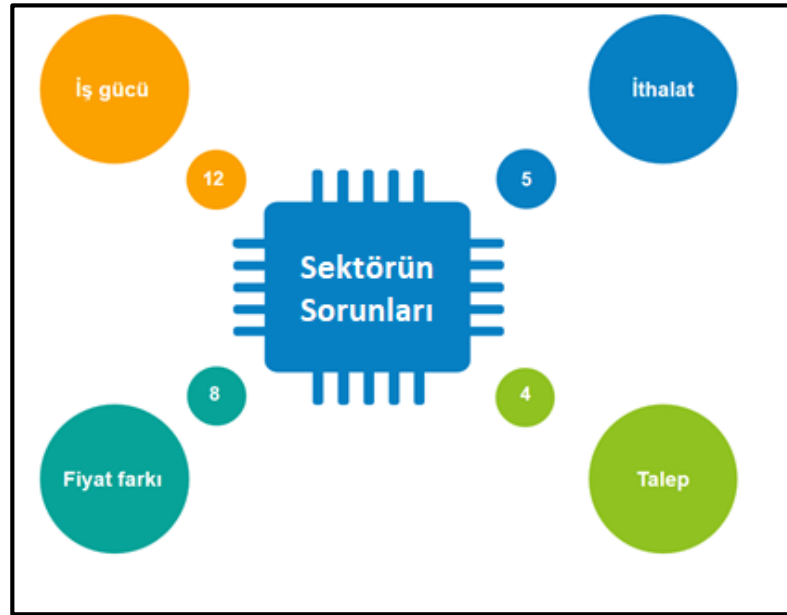 İş gücü
İthalat
12
5
Sektörün
Sorunları
8
4
Fiyat farkı
Talep